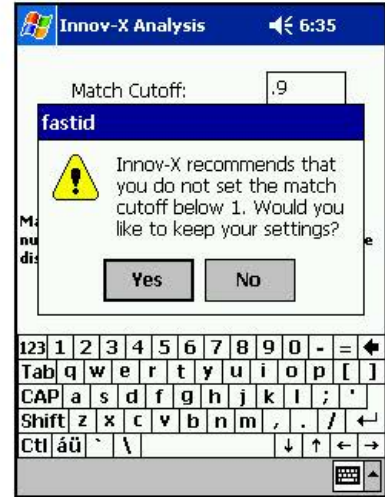 Innov-X Analysis 6:35
Match Cutoff: .9
fastid
Innov-X recommends that
you do not set the match
cutoff below 1. Would you
like to keep your settings?
Yes No
123 1 2 3 4 5 6 7 8 9 0 - =
Tab q w e r t y u i o p [ ]
CAP a s d f g h j k l ; '
Shift z x c v b n m , . /
Ctl áü ` \